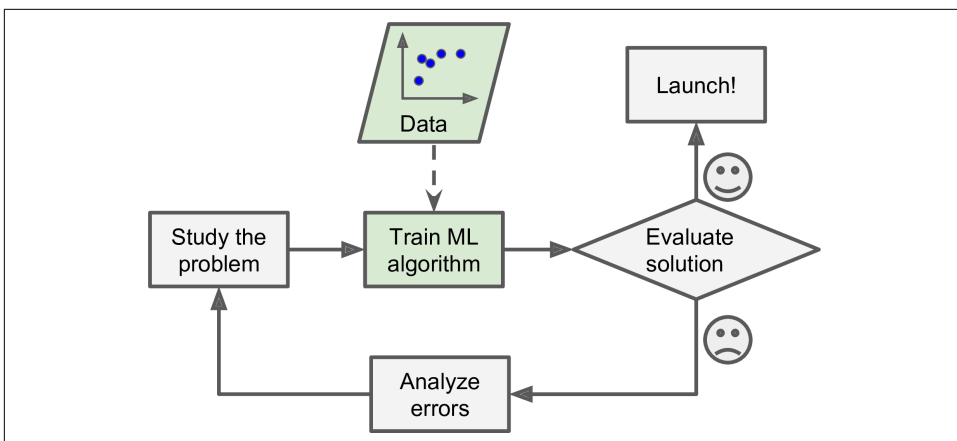 Data
Launch!
Study the
problem
Train ML
algorithm
Evaluate
solution
Analyze
errors